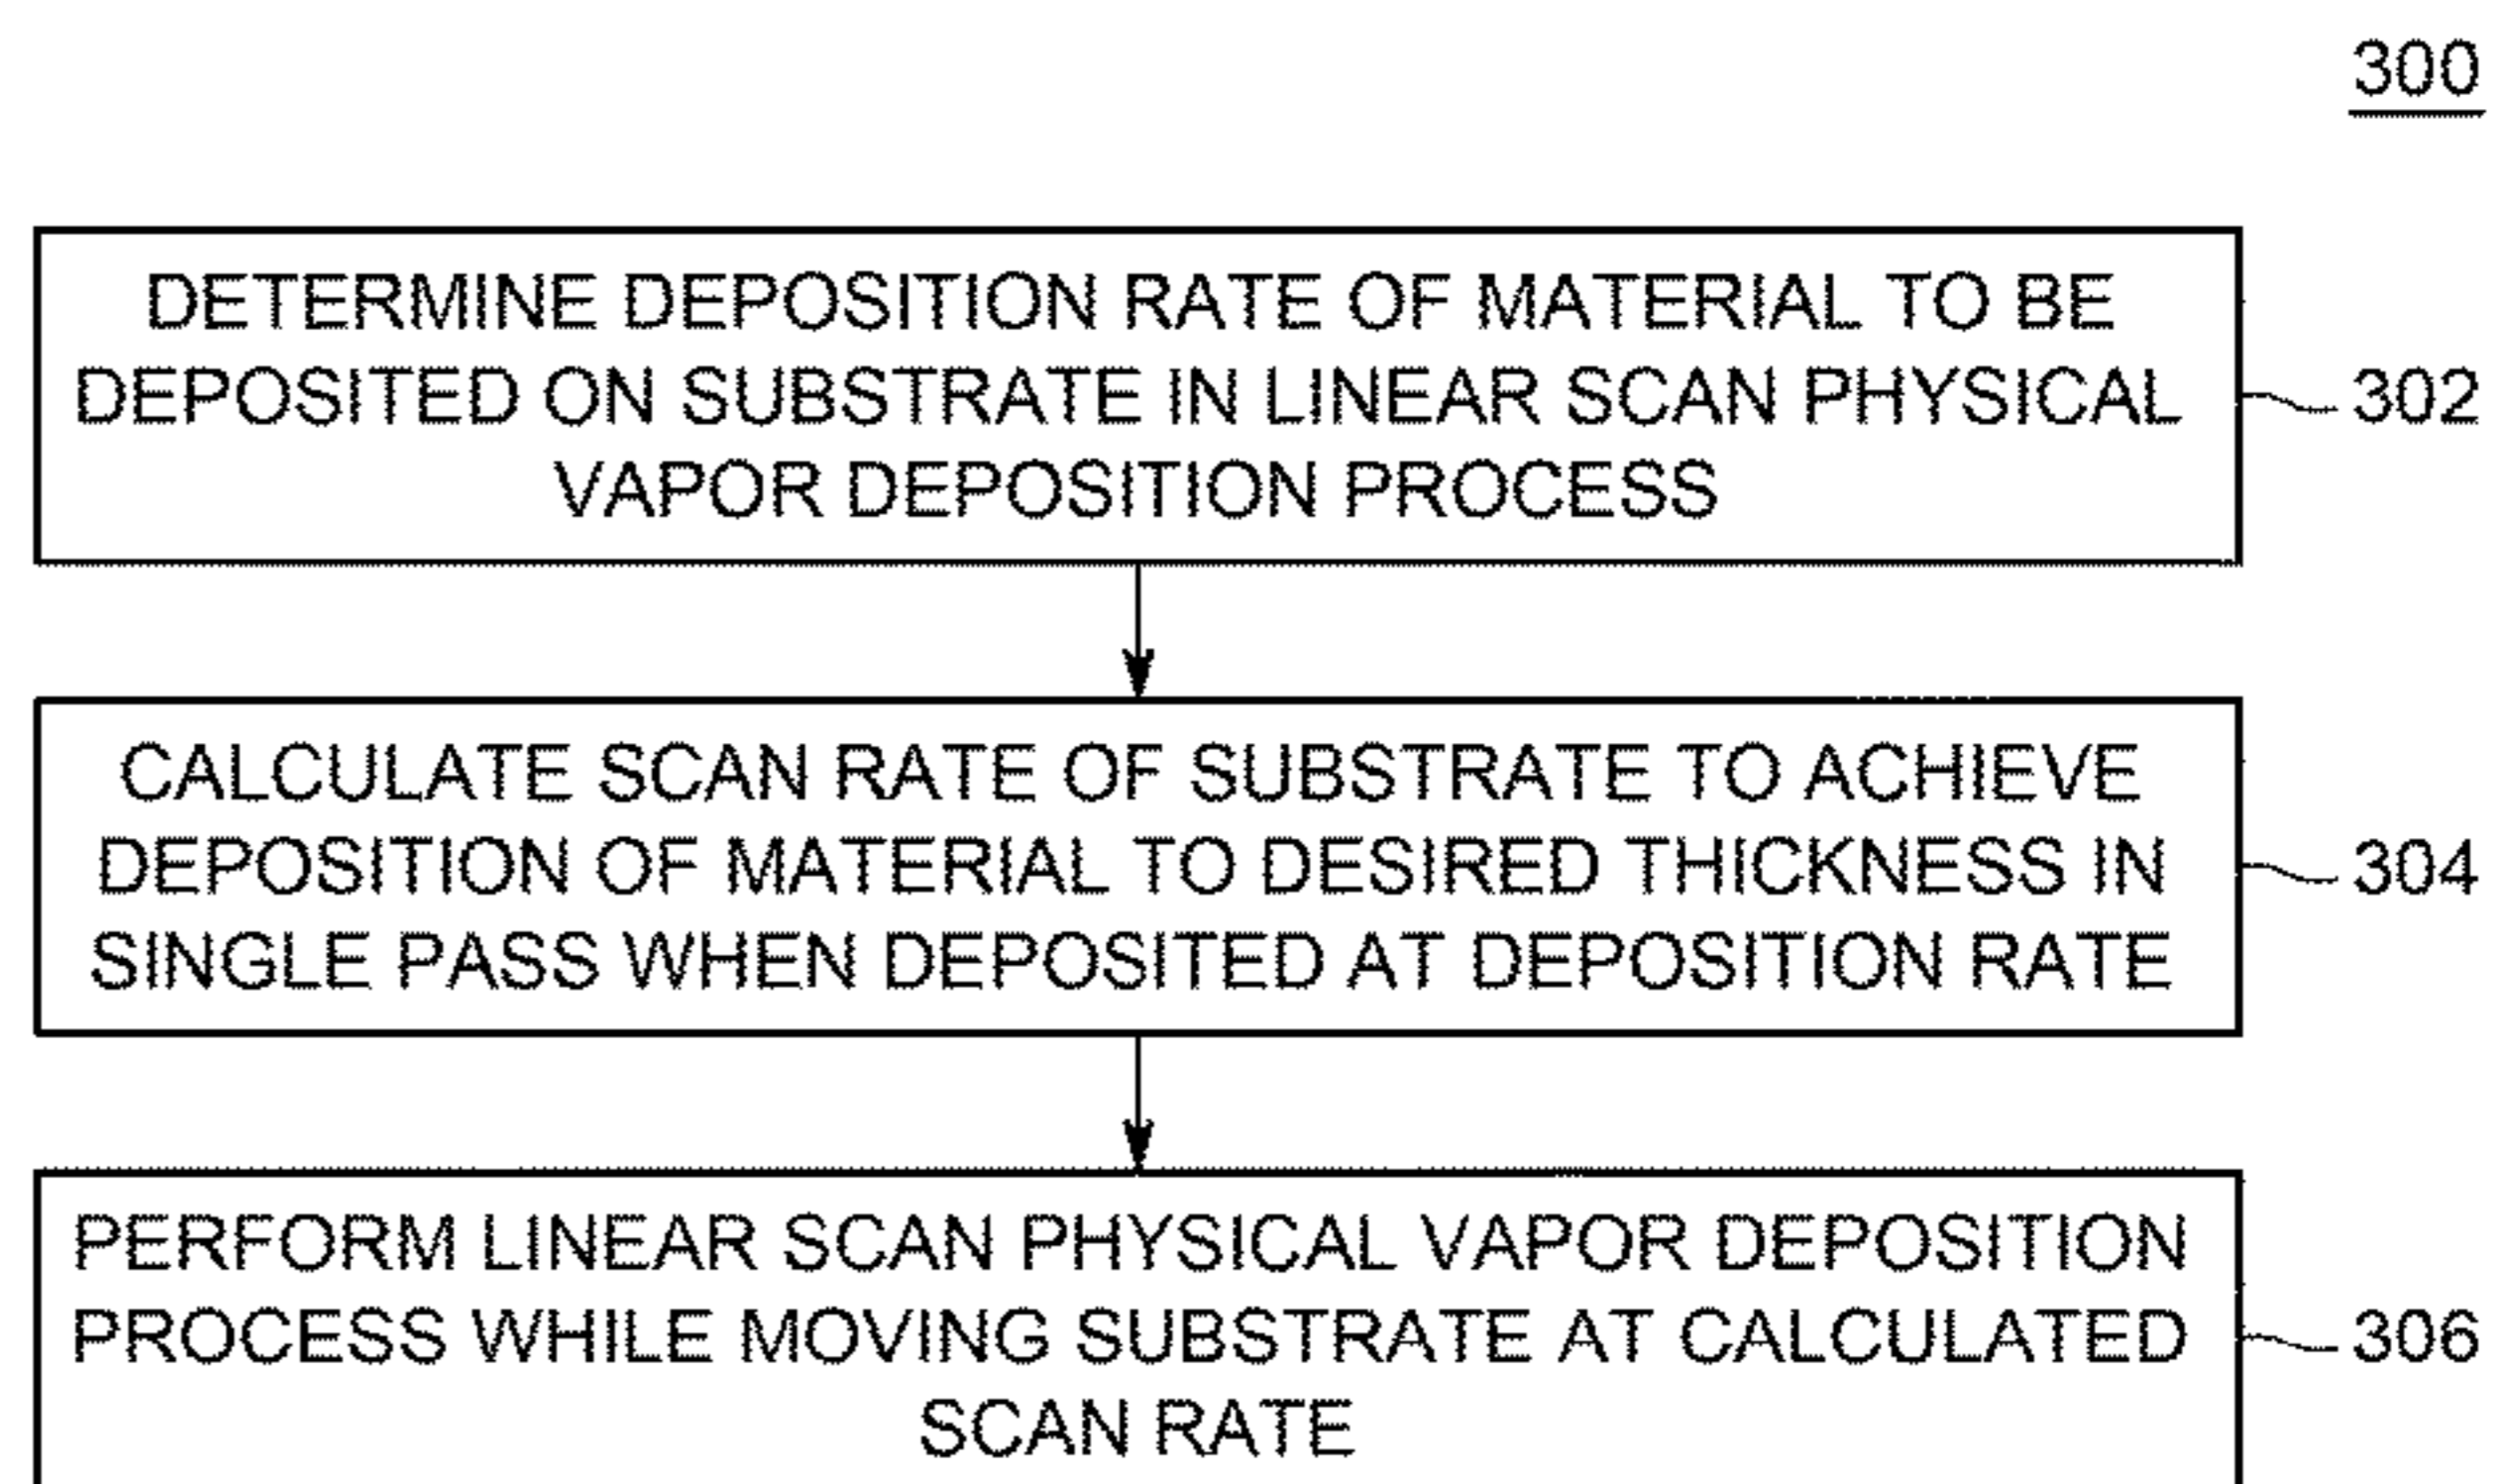 300
DETERMINE DEPOSITION RATE OF MATERIAL TO BE
DEPOSITED ON SUBSTRATE IN LINEAR SCAN PHYSICAL
VAPOR DEPOSITION PROCESS
302
CALCULATE SCAN RATE OF SUBSTRATE TO ACHIEVE
DEPOSITION OF MATERIAL TO DESIRED THICKNESS IN
SINGLE PASS WHEN DEPOSITED AT DEPOSITION RATE
304
PERFORM LINEAR SCAN PHYSICAL VAPOR DEPOSITION
PROCESS WHILE MOVING SUBSTRATE AT CALCULATED
SCAN RATE
306